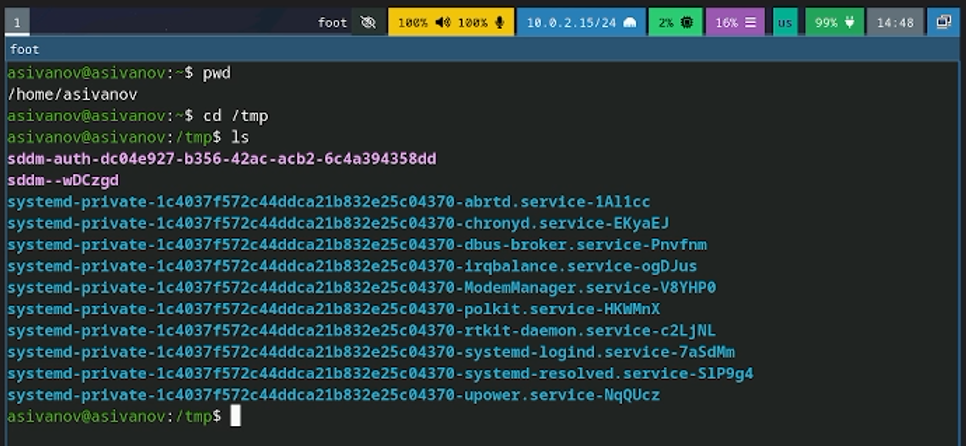 1 foot 100% 100% 10.0.2.15/24 2% 16% us 99% 14:48
foot
asivanov@asivanov:~$ pwd
/home/asivanov
asivanov@asivanov:~$ cd /tmp
asivanov@asivanov:/tmp$ ls
sddm-auth-dc04e927-b356-42ac-acb2-6c4a394358dd
sddm--wDCzgd
systemd-private-1c4037f572c44ddca21b832e25c04370-abrtd.service-1Al1cc
systemd-private-1c4037f572c44ddca21b832e25c04370-chronyd.service-EKyaEJ
systemd-private-1c4037f572c44ddca21b832e25c04370-dbus-broker.service-Pnvfnm
systemd-private-1c4037f572c44ddca21b832e25c04370-irqbalance.service-ogDJus
systemd-private-1c4037f572c44ddca21b832e25c04370-ModemManager.service-V8YHP0
systemd-private-1c4037f572c44ddca21b832e25c04370-polkit.service-HKWMnX
systemd-private-1c4037f572c44ddca21b832e25c04370-rtkit-daemon.service-c2LjNL
systemd-private-1c4037f572c44ddca21b832e25c04370-systemd-logind.service-7aSdMm
systemd-private-1c4037f572c44ddca21b832e25c04370-systemd-resolved.service-SlP9g4
systemd-private-1c4037f572c44ddca21b832e25c04370-upower.service-NqQUcz
asivanov@asivanov:/tmp$